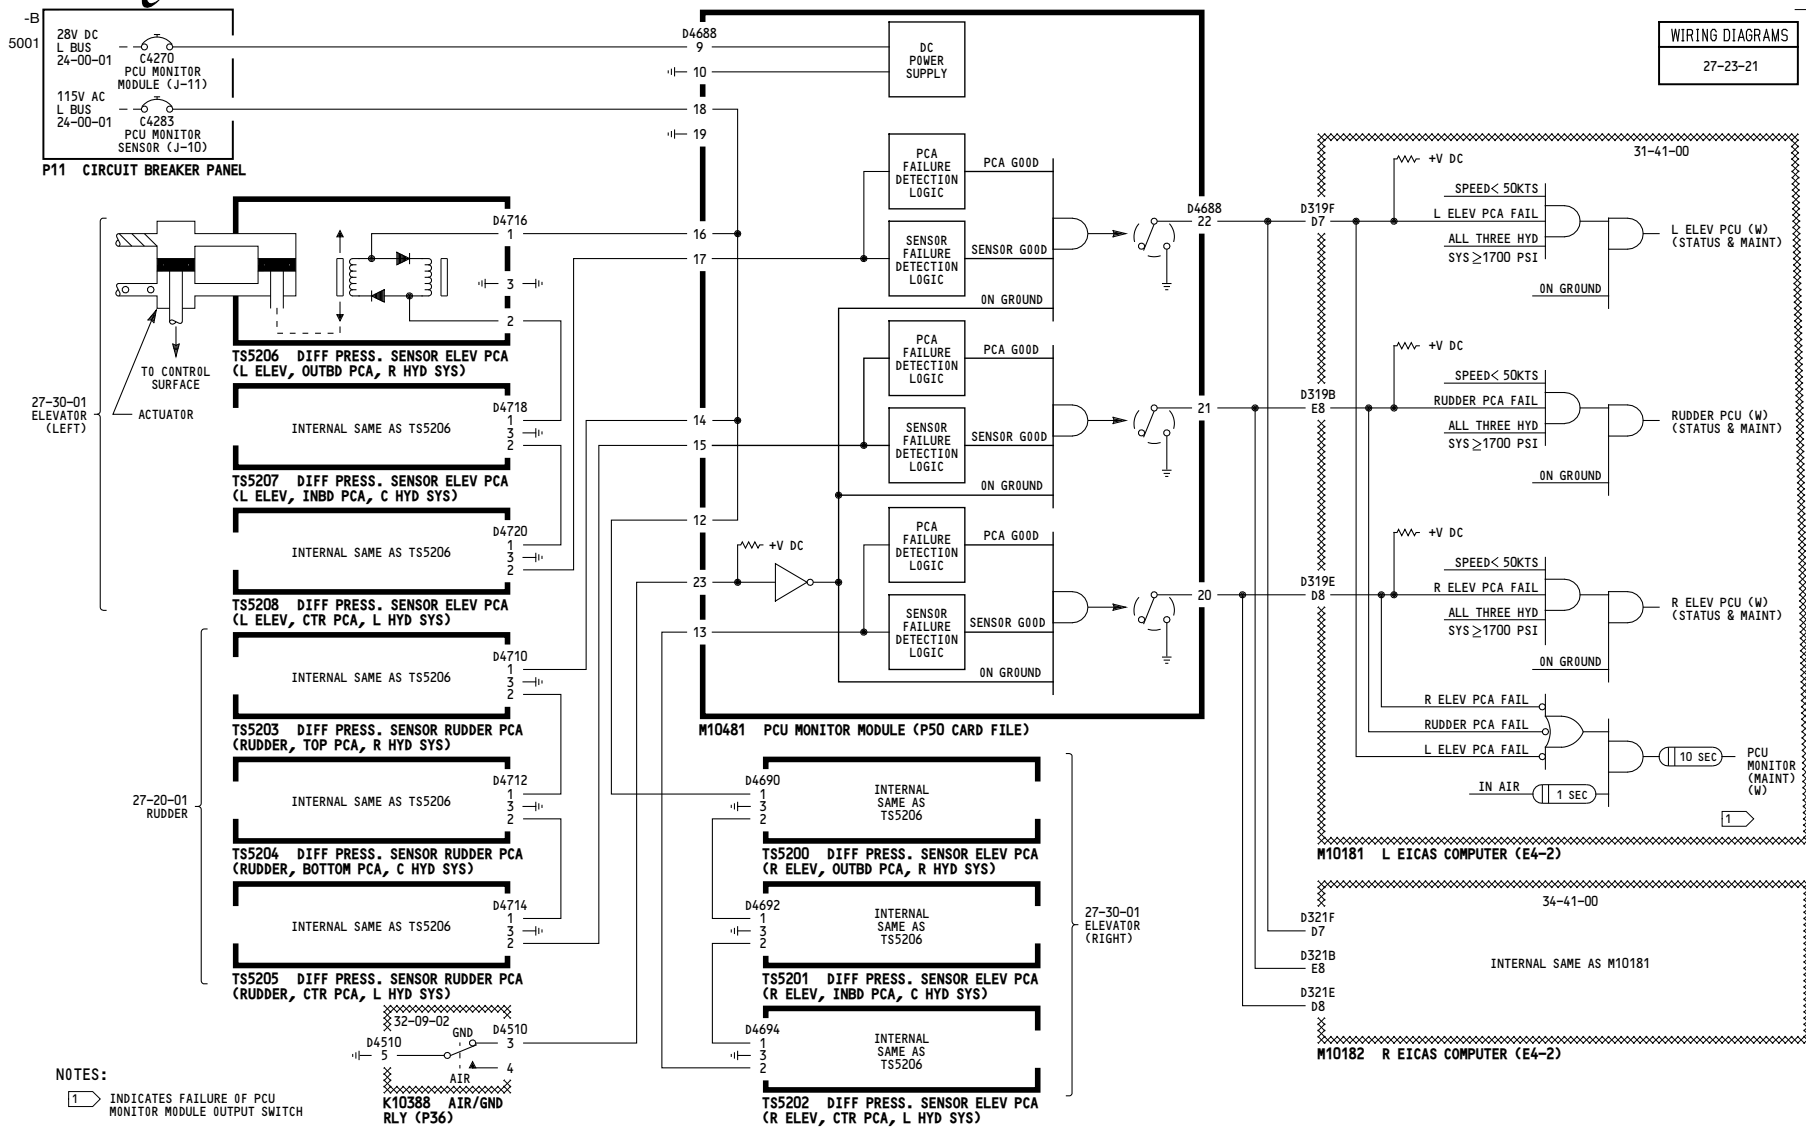 -B
5001
28V DC
L BUS
24-00-01
C4270
PCU MONITOR
MODULE (J-11)
115V AC
L BUS
24-00-01
C4283
PCU MONITOR
SENSOR (J-10)
P11 CIRCUIT BREAKER PANEL
WIRING DIAGRAMS
27-23-21
D4688
9
10
18
19
16
17
14
15
12
23
13
DC
POWER
SUPPLY
PCA
FAILURE
DETECTION
LOGIC
PCA GOOD
SENSOR
FAILURE
DETECTION
LOGIC
SENSOR GOOD
ON GROUND
PCA
FAILURE
DETECTION
LOGIC
PCA GOOD
SENSOR
FAILURE
DETECTION
LOGIC
SENSOR GOOD
ON GROUND
PCA
FAILURE
DETECTION
LOGIC
PCA GOOD
SENSOR
FAILURE
DETECTION
LOGIC
SENSOR GOOD
ON GROUND
+V DC
D4688
22
21
20
M10481 PCU MONITOR MODULE (P50 CARD FILE)
27-30-01
ELEVATOR
(LEFT)
TO CONTROL
SURFACE
ACTUATOR
D4716
1
3
2
TS5206 DIFF PRESS. SENSOR ELEV PCA
(L ELEV, OUTBD PCA, R HYD SYS)
INTERNAL SAME AS TS5206
D4718
1
3
2
TS5207 DIFF PRESS. SENSOR ELEV PCA
(L ELEV, INBD PCA, C HYD SYS)
INTERNAL SAME AS TS5206
D4720
1
3
2
TS5208 DIFF PRESS. SENSOR ELEV PCA
(L ELEV, CTR PCA, L HYD SYS)
27-20-01
RUDDER
INTERNAL SAME AS TS5206
D4710
1
3
2
TS5203 DIFF PRESS. SENSOR RUDDER PCA
(RUDDER, TOP PCA, R HYD SYS)
INTERNAL SAME AS TS5206
D4712
1
3
2
TS5204 DIFF PRESS. SENSOR RUDDER PCA
(RUDDER, BOTTOM PCA, C HYD SYS)
INTERNAL SAME AS TS5206
D4714
1
3
2
TS5205 DIFF PRESS. SENSOR RUDDER PCA
(RUDDER, CTR PCA, L HYD SYS)
32-09-02
D4510
5
GND
AIR
D4510
3
4
K10388 AIR/GND
RLY (P36)
D4690
1
3
2
INTERNAL
SAME AS
TS5206
TS5200 DIFF PRESS. SENSOR ELEV PCA
(R ELEV, OUTBD PCA, R HYD SYS)
D4692
1
3
2
INTERNAL
SAME AS
TS5206
TS5201 DIFF PRESS. SENSOR ELEV PCA
(R ELEV, INBD PCA, C HYD SYS)
D4694
1
3
2
INTERNAL
SAME AS
TS5206
TS5202 DIFF PRESS. SENSOR ELEV PCA
(R ELEV, CTR PCA, L HYD SYS)
27-30-01
ELEVATOR
(RIGHT)
31-41-00
D319F
D7
+V DC
SPEED< 50KTS
L ELEV PCA FAIL
ALL THREE HYD
SYS ≥1700 PSI
ON GROUND
L ELEV PCU (W)
(STATUS & MAINT)
D319B
E8
+V DC
SPEED< 50KTS
RUDDER PCA FAIL
ALL THREE HYD
SYS ≥1700 PSI
ON GROUND
RUDDER PCU (W)
(STATUS & MAINT)
D319E
D8
+V DC
SPEED< 50KTS
R ELEV PCA FAIL
ALL THREE HYD
SYS ≥1700 PSI
ON GROUND
R ELEV PCU (W)
(STATUS & MAINT)
R ELEV PCA FAIL
RUDDER PCA FAIL
L ELEV PCA FAIL
IN AIR
1 SEC
10 SEC
PCU
MONITOR
(MAINT)
(W)
1
M10181 L EICAS COMPUTER (E4-2)
34-41-00
D321F
D7
D321B
E8
D321E
D8
INTERNAL SAME AS M10181
M10182 R EICAS COMPUTER (E4-2)
NOTES:
1 INDICATES FAILURE OF PCU
MONITOR MODULE OUTPUT SWITCH